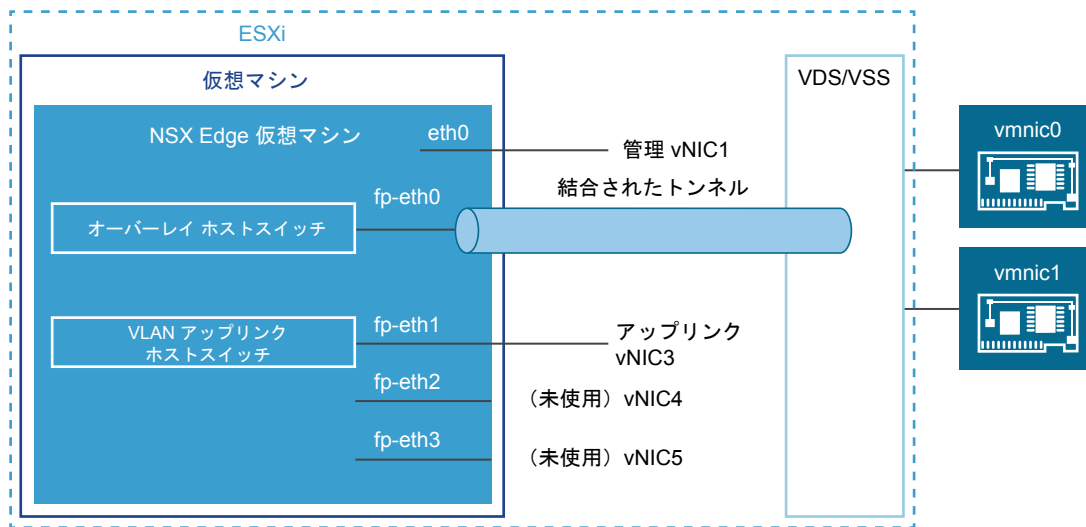 ESXi
仮想マシン
VDS/VSS
NSX Edge 仮想マシン
eth0
管理 vNIC1
vmnic0
fp-eth0
結合されたトンネル
オーバーレイ ホストスイッチ
vmnic1
fp-eth1
VLAN アップリンク
ホストスイッチ
アップリンク
vNIC3
fp-eth2
（未使用）vNIC4
fp-eth3
（未使用）vNIC5